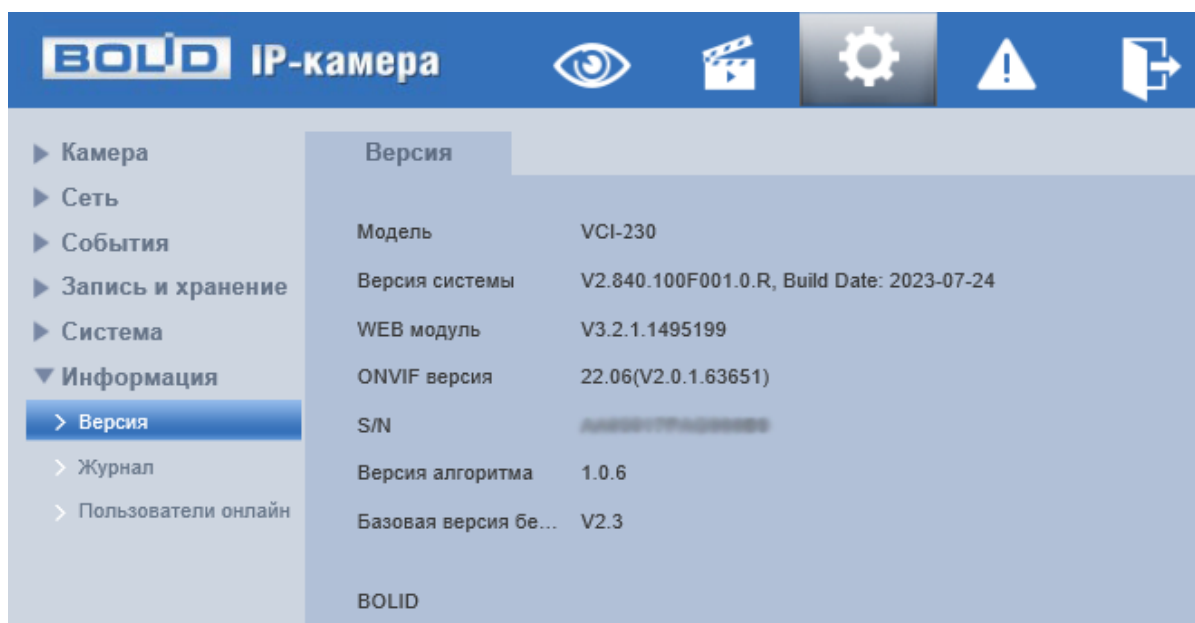 BOLID IP-камера
Камера
Сеть
События
Запись и хранение
Система
Информация
Версия
Журнал
Пользователи онлайн
Версия
Модель VCI-230
Версия системы V2.840.100F001.0.R, Build Date: 2023-07-24
WEB модуль V3.2.1.1495199
ONVIF версия 22.06(V2.0.1.63651)
S/N
Версия алгоритма 1.0.6
Базовая версия бе... V2.3
BOLID